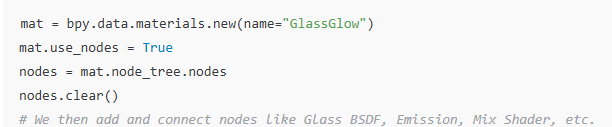 mat = bpy.data.materials.new(name="GlassGlow")
mat.use_nodes = True
nodes = mat.node_tree.nodes
nodes.clear()
# We then add and connect nodes like Glass BSDF, Emission, Mix Shader, etc.